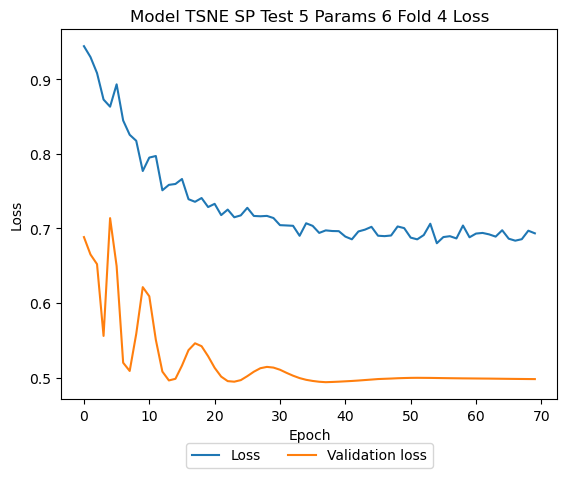 Model TSNE SP Test 5 Params 6 Fold 4 Loss
Loss
0.9
0.8
0.7
0.6
0.5
0 10 20 30 40 50 60 70
Epoch
Loss Validation loss